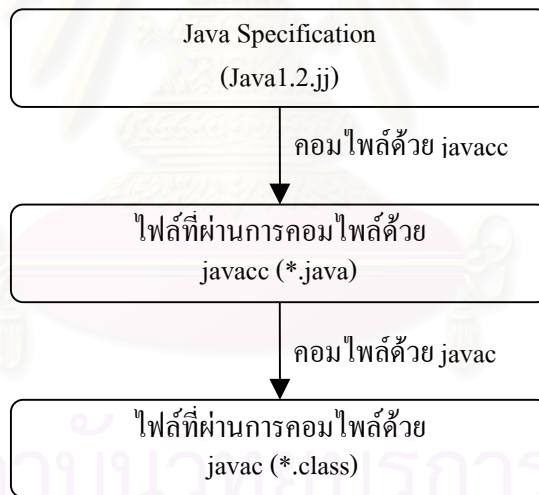 Java Specification
(Java1.2.jj)
คอมไพล์ด้วย javacc
ไฟล์ที่ผ่านการคอมไพล์ด้วย
javacc (*.java)
คอมไพล์ด้วย javac
ไฟล์ที่ผ่านการคอมไพล์ด้วย
javac (*.class)